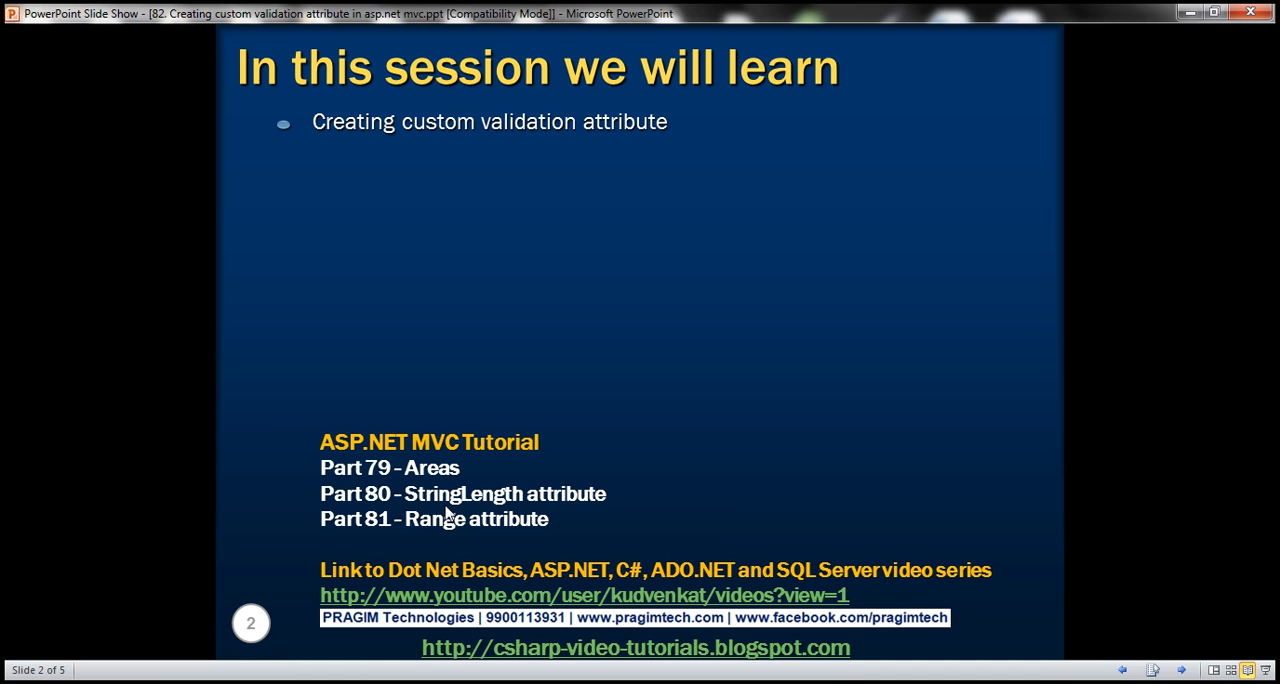 PowerPoint Slide Show - [82. Creating custom validation attribute in asp.net mvc.ppt [Compatibility Mode]] - Microsoft PowerPoint
In this session we will learn
Creating custom validation attribute
ASP.NET MVC Tutorial
Part 79 - Areas
Part 80 - StringLength attribute
Part 81 - Range attribute
Link to Dot Net Basics, ASP.NET, C#, ADO.NET and SQL Server video series
http://www.youtube.com/user/kudvenkat/videos?view=1
PRAGIM Technologies | 9900113931 | www.pragimtech.com | www.facebook.com/pragimtech
2
http://csharp-video-tutorials.blogspot.com
Slide 2 of 5